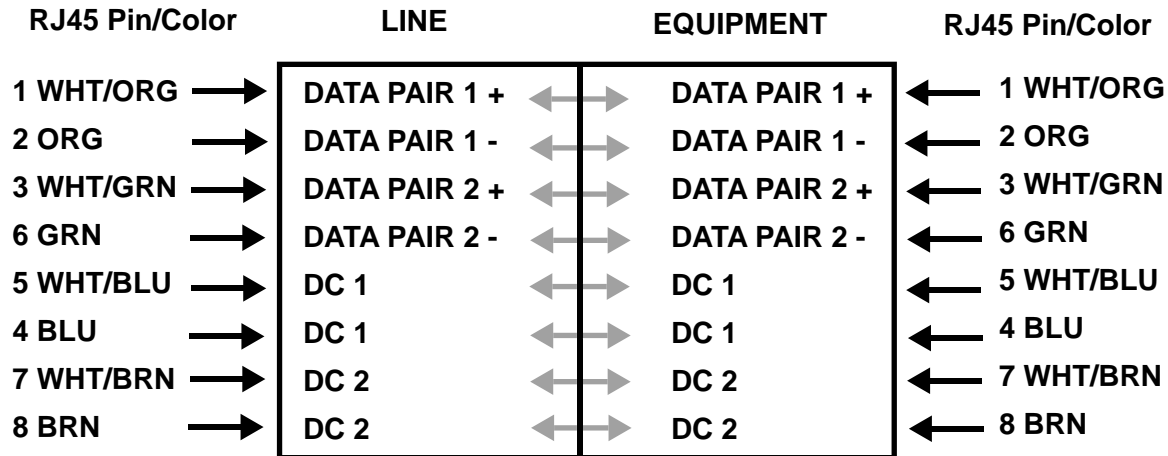 RJ45 Pin/Color LINE EQUIPMENT RJ45 Pin/Color
1 WHT/ORG DATA PAIR 1 + DATA PAIR 1 + 1 WHT/ORG
2 ORG DATA PAIR 1 - DATA PAIR 1 - 2 ORG
3 WHT/GRN DATA PAIR 2 + DATA PAIR 2 + 3 WHT/GRN
6 GRN DATA PAIR 2 - DATA PAIR 2 - 6 GRN
5 WHT/BLU DC 1 DC 1 5 WHT/BLU
4 BLU DC 1 DC 1 4 BLU
7 WHT/BRN DC 2 DC 2 7 WHT/BRN
8 BRN DC 2 DC 2 8 BRN